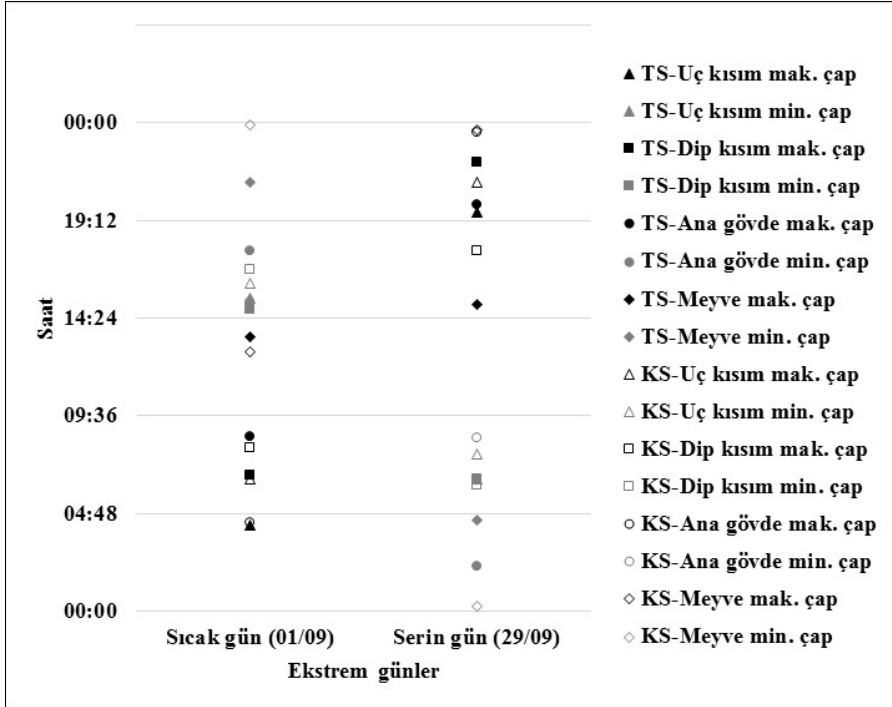 Saat
00:00
19:12
14:24
09:36
04:48
00:00
Sıcak gün (01/09)
Serin gün (29/09)
Ekstrem günler
TS-Uç kısım mak. çap
TS-Uç kısım min. çap
TS-Dip kısım mak. çap
TS-Dip kısım min. çap
TS-Ana gövde mak. çap
TS-Ana gövde min. çap
TS-Meyve mak. çap
TS-Meyve min. çap
KS-Uç kısım mak. çap
KS-Uç kısım min. çap
KS-Dip kısım mak. çap
KS-Dip kısım min. çap
KS-Ana gövde mak. çap
KS-Ana gövde min. çap
KS-Meyve mak. çap
KS-Meyve min. çap